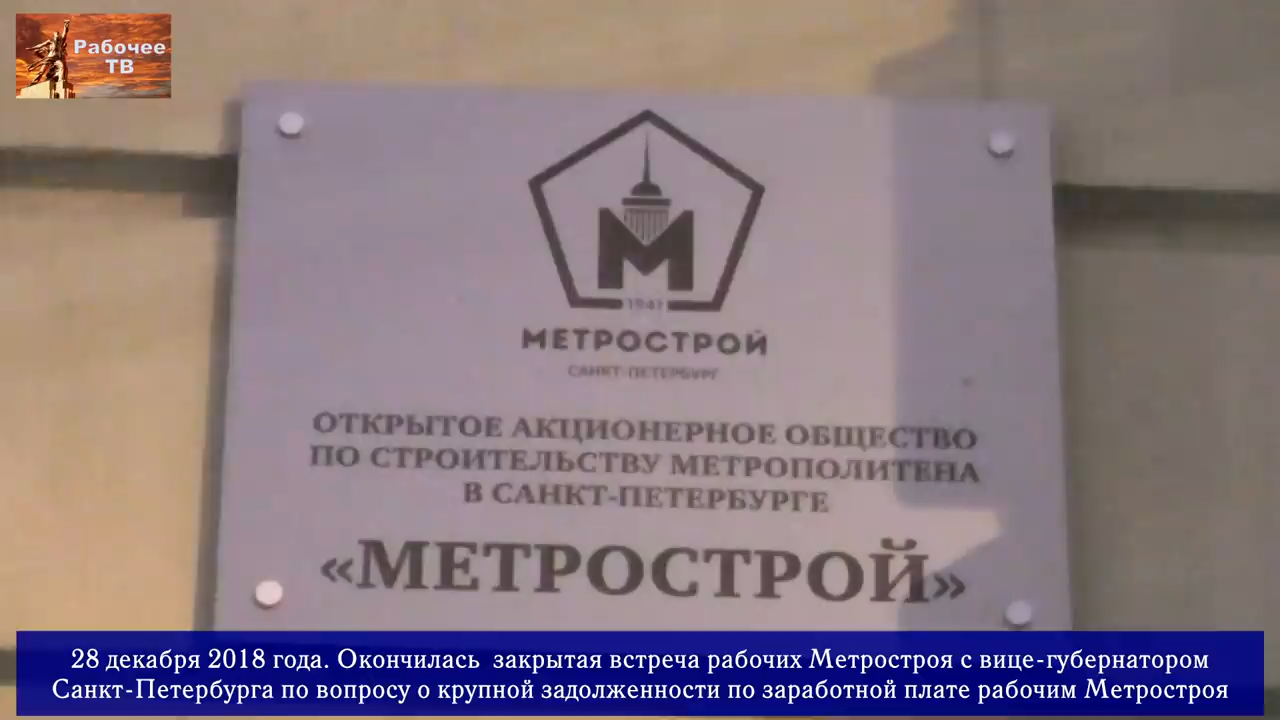 Рабочее
ТВ
1941
МЕТРОСТРОЙ
САНКТ-ПЕТЕРБУРГ
ОТКРЫТОЕ АКЦИОНЕРНОЕ ОБЩЕСТВО
ПО СТРОИТЕЛЬСТВУ МЕТРОПОЛИТЕНА
В САНКТ-ПЕТЕРБУРГЕ
«МЕТРОСТРОЙ»
28 декабря 2018 года. Окончилась закрытая встреча рабочих Метростроя с вице-губернатором
Санкт-Петербурга по вопросу о крупной задолженности по заработной плате рабочим Метростроя